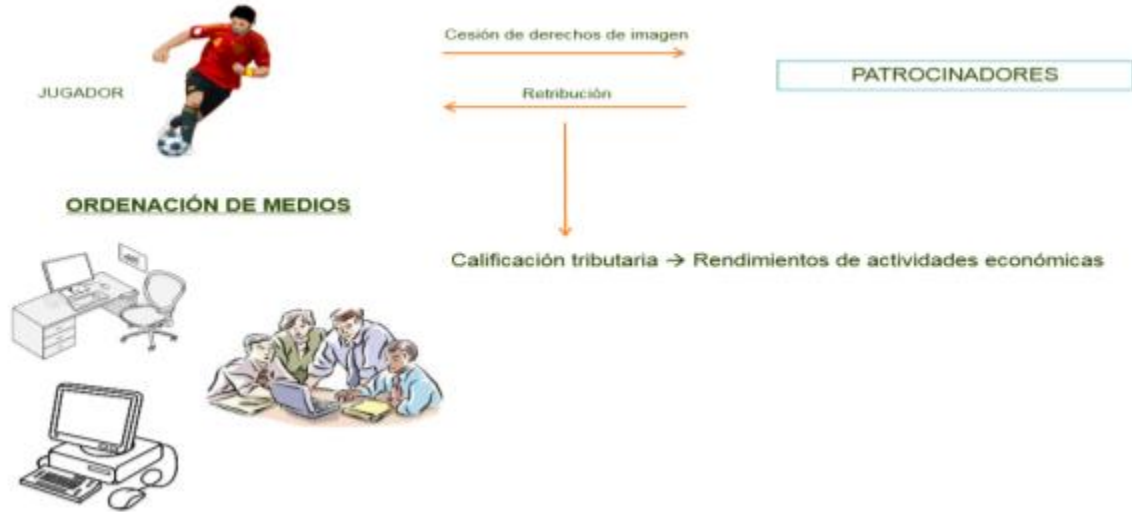 Cesión de derechos de imagen
JUGADOR
PATROCINADORES
Retribución
ORDENACIÓN DE MEDIOS
Calificación tributaria → Rendimientos de actividades económicas